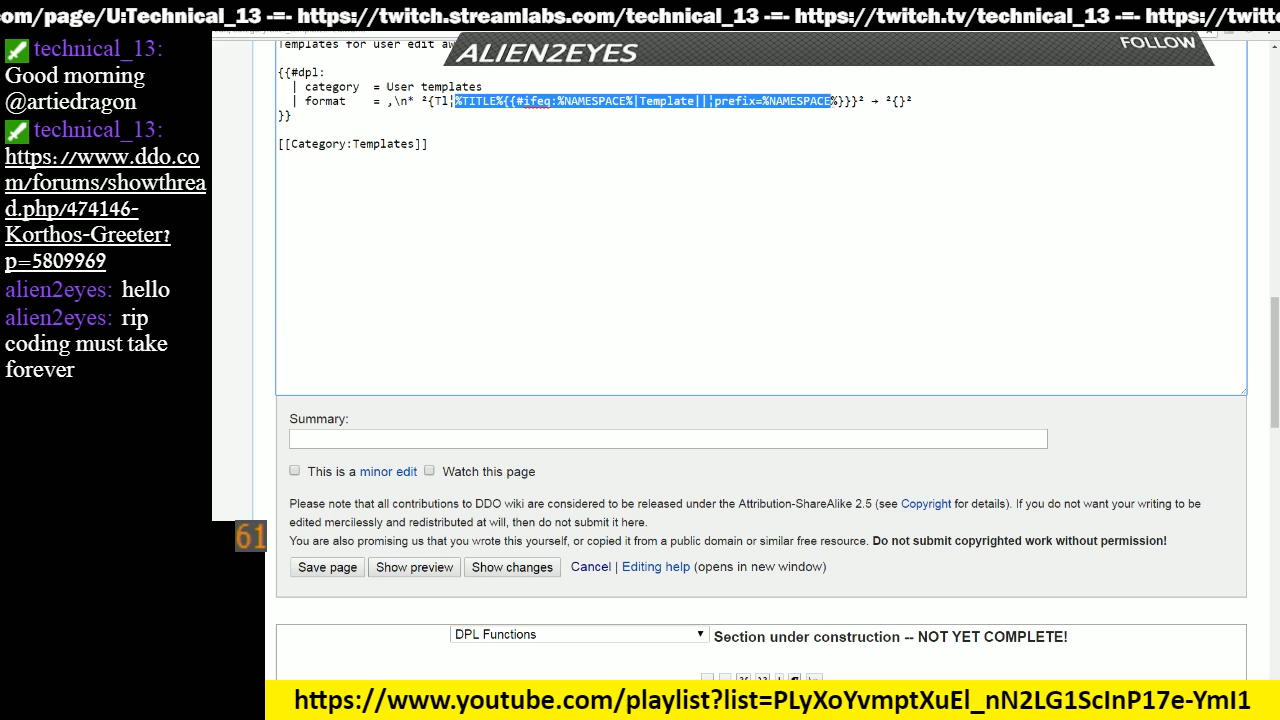 com/page/U:Technical_13 -=- https://twitch.streamlabs.com/technical_13 -=- https://twitch.tv/technical_13 -=- https://twitt
technical_13:
Good morning
@artiedragon
technical_13:
https://www.ddo.co
m/forums/showthrea
d.php/474146-
Korthos-Greeter?
p=5809969
alien2eyes: hello
alien2eyes: rip
coding must take
forever
61
ALIEN2EYES
FOLLOW
Templates for user edit
{{#dpl:
| category = User templates
| format = ,\n* ²{Tl¦%TITLE%{{#ifeq:%NAMESPACE%|Template||¦prefix=%NAMESPACE%}}}² → ²{}²
}}
[[Category:Templates]]
Summary:
This is a minor edit Watch this page
Please note that all contributions to DDO wiki are considered to be released under the Attribution-ShareAlike 2.5 (see Copyright for details). If you do not want your writing to be
edited mercilessly and redistributed at will, then do not submit it here.
You are also promising us that you wrote this yourself, or copied it from a public domain or similar free resource. Do not submit copyrighted work without permission!
Save page Show preview Show changes Cancel | Editing help (opens in new window)
DPL Functions Section under construction -- NOT YET COMPLETE!
https://www.youtube.com/playlist?list=PLyXoYvmptXuEl_nN2LG1ScInP17e-YmI1